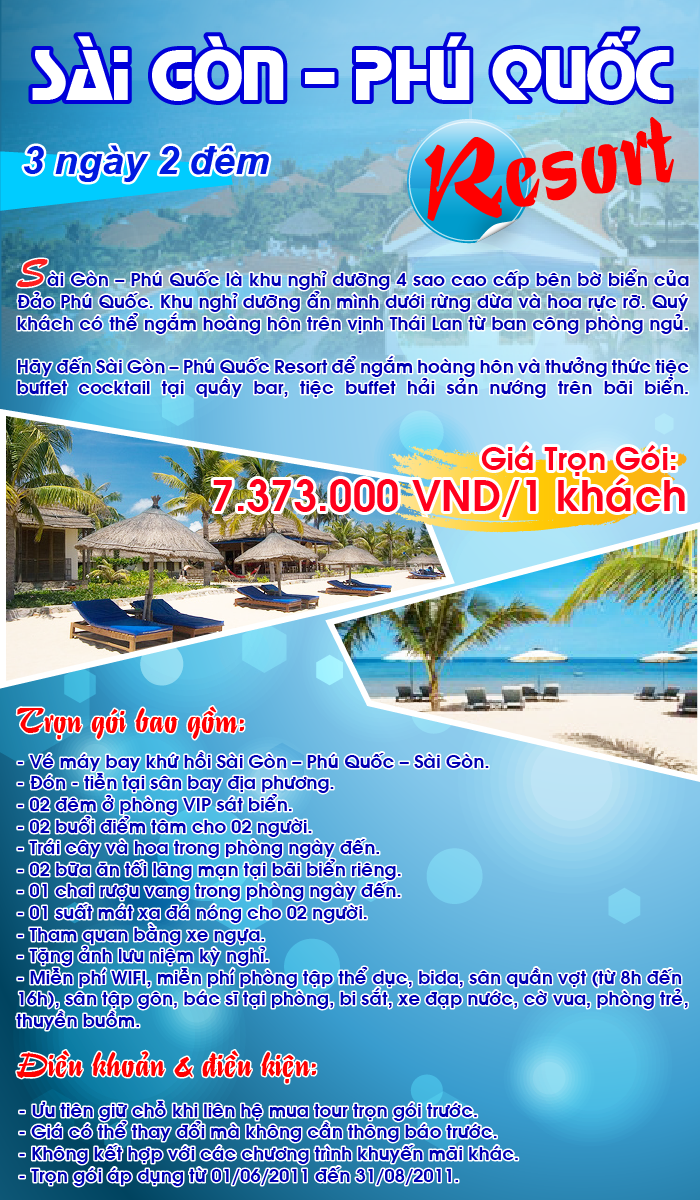 SÀI GÒN – PHÚ QUỐC
3 ngày 2 đêm
Resort
Sài Gòn – Phú Quốc là khu nghỉ dưỡng 4 sao cao cấp bên bờ biển của
Đảo Phú Quốc. Khu nghỉ dưỡng ẩn mình dưới rừng dừa và hoa rực rỡ. Quý
khách có thể ngắm hoàng hôn trên vịnh Thái Lan từ ban công phòng ngủ.
Hãy đến Sài Gòn – Phú Quốc Resort để ngắm hoàng hôn và thưởng thức tiệc
buffet cocktail tại quầy bar, tiệc buffet hải sản nướng trên bãi biển.
Giá Trọn Gói:
7.373.000 VND/1 khách
Trọn gói bao gồm:
- Vé máy bay khứ hồi Sài Gòn – Phú Quốc – Sài Gòn.
- Đón - tiễn tại sân bay địa phương.
- 02 đêm ở phòng VIP sát biển.
- 02 buổi điểm tâm cho 02 người.
- Trái cây và hoa trong phòng ngày đến.
- 02 bữa ăn tối lãng mạn tại bãi biển riêng.
- 01 chai rượu vang trong phòng ngày đến.
- 01 suất mát xa đá nóng cho 02 người.
- Tham quan bằng xe ngựa.
- Tặng ảnh lưu niệm kỳ nghỉ.
- Miễn phí WIFI, miễn phí phòng tập thể dục, bida, sân quần vợt (từ 8h đến
16h), sân tập gôn, bác sĩ tại phòng, bi sắt, xe đạp nước, cờ vua, phòng trẻ,
thuyền buồm.
Điều khoản & điều kiện:
- Ưu tiên giữ chỗ khi liên hệ mua tour trọn gói trước.
- Giá có thể thay đổi mà không cần thông báo trước.
- Không kết hợp với các chương trình khuyến mãi khác.
- Trọn gói áp dụng từ 01/06/2011 đến 31/08/2011.